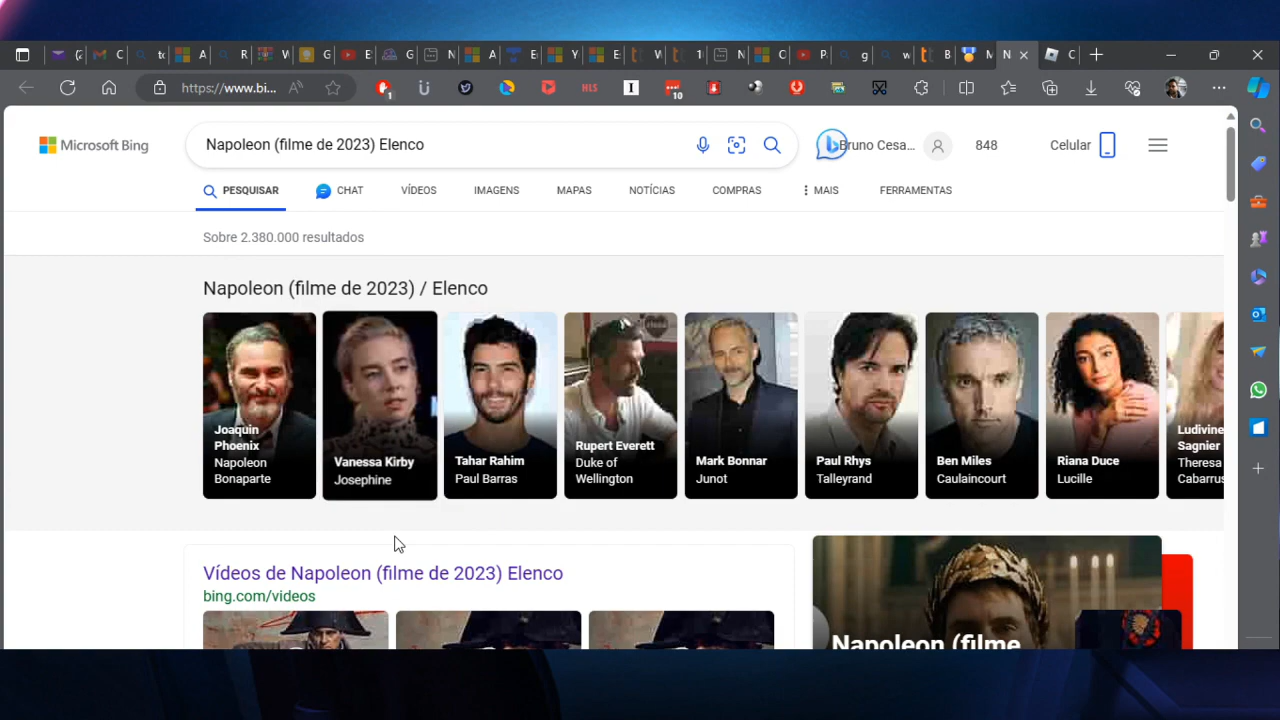 https://www.bi...
1
HLS
10
Microsoft Bing
Napoleon (filme de 2023) Elenco
Bruno Cesa...
848
Celular
PESQUISAR
CHAT
VÍDEOS
IMAGENS
MAPAS
NOTÍCIAS
COMPRAS
MAIS
FERRAMENTAS
Sobre 2.380.000 resultados
Napoleon (filme de 2023) / Elenco
Joaquin
Phoenix
Napoleon
Bonaparte
Vanessa Kirby
Josephine
Tahar Rahim
Paul Barras
Rupert Everett
Duke of
Wellington
Mark Bonnar
Junot
Paul Rhys
Talleyrand
Ben Miles
Caulaincourt
Riana Duce
Lucille
Ludivine
Sagnier
Theresa
Cabarrus
Vídeos de Napoleon (filme de 2023) Elenco
bing.com/videos
Napoleon (filme